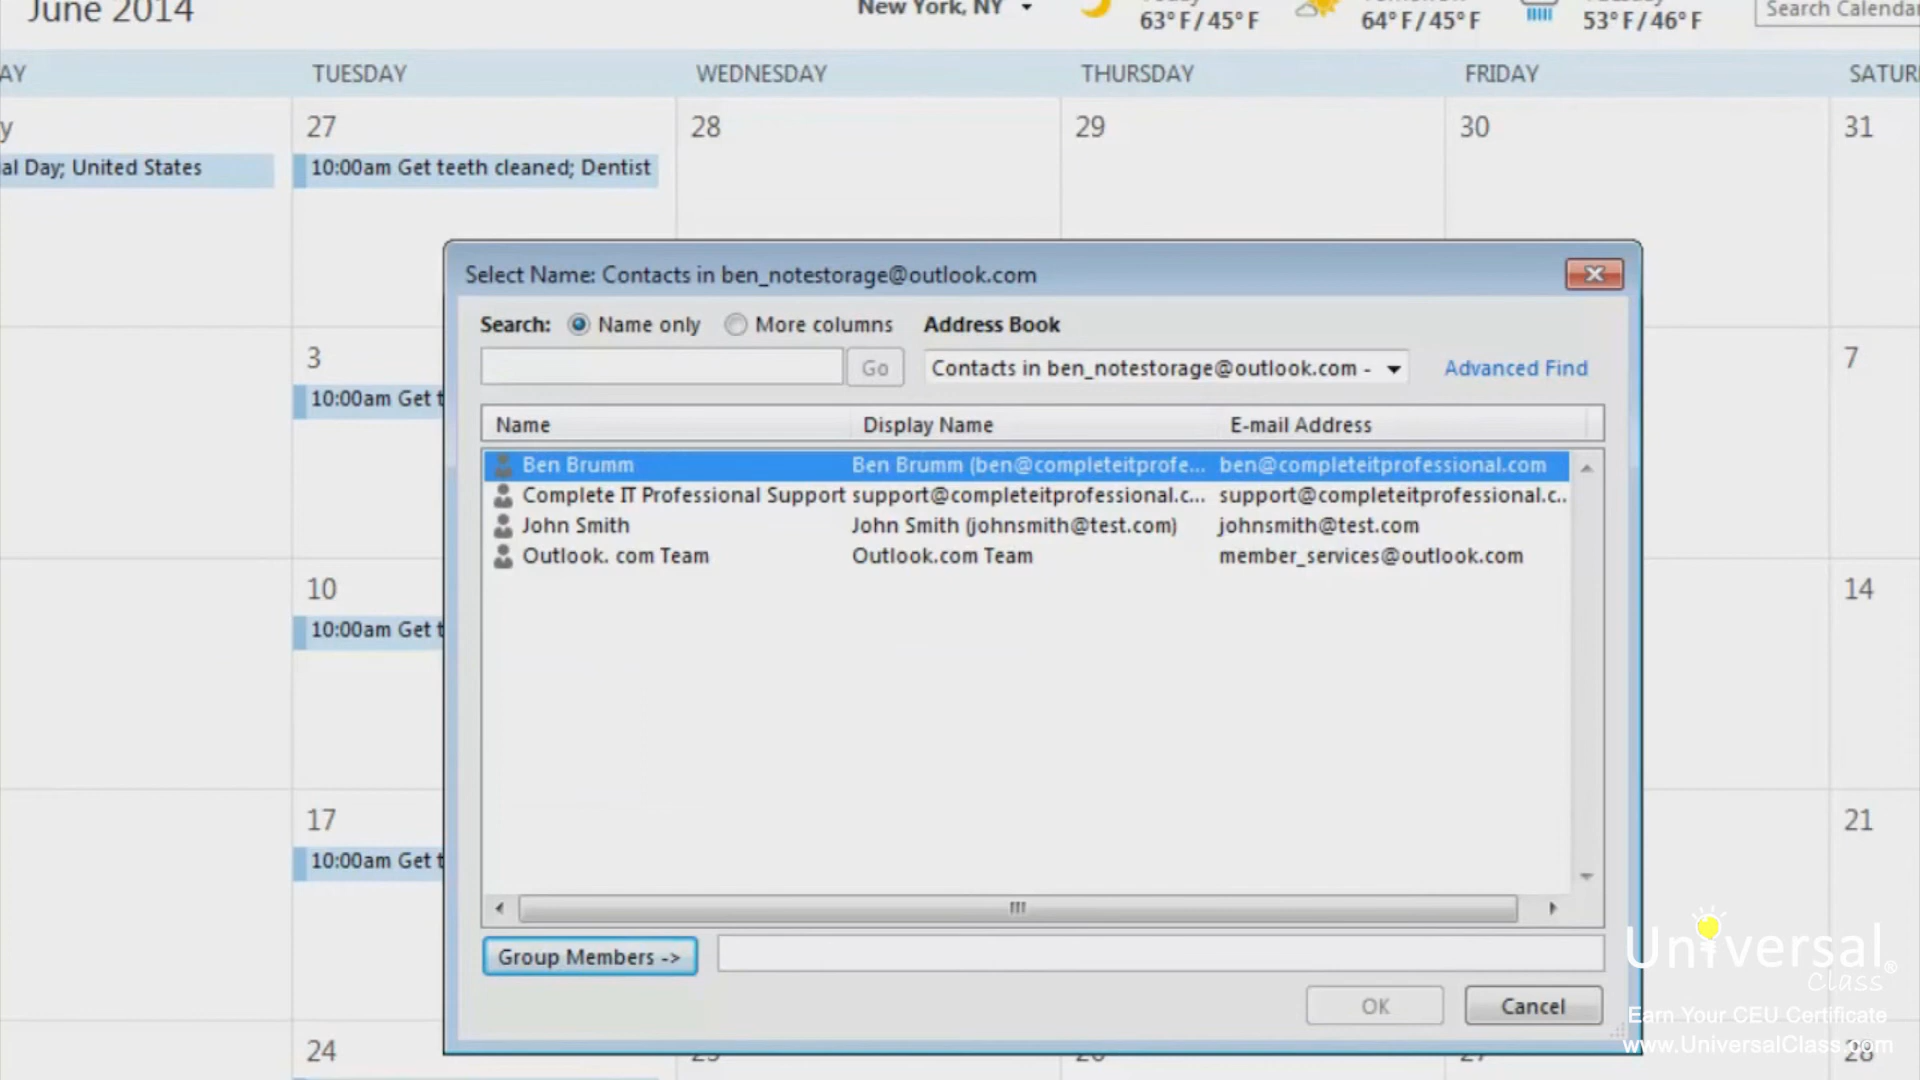 June 2014
New York, NY
63°F/45°F
64°F/45°F
53°F/46°F
Search Calendar
AY
TUESDAY
WEDNESDAY
THURSDAY
FRIDAY
SATUR
y
27
28
29
30
31
al Day; United States
10:00am Get teeth cleaned; Dentist
Select Name: Contacts in ben_notestorage@outlook.com
Search:
Name only
More columns
Address Book
Go
Contacts in ben_notestorage@outlook.com -
Advanced Find
Name
Display Name
E-mail Address
Ben Brumm
Ben Brumm (ben@completeitprofe...
ben@completeitprofessional.com
Complete IT Professional Support
support@completeitprofessional.c...
support@completeitprofessional.c..
John Smith
John Smith (johnsmith@test.com)
johnsmith@test.com
Outlook. com Team
Outlook.com Team
member_services@outlook.com
Group Members ->
OK
Cancel
3
10:00am Get t
7
10
10:00am Get t
14
17
10:00am Get t
21
24
28
Universal
Class
®
Earn Your CEU Certificate
www.UniversalClass.com